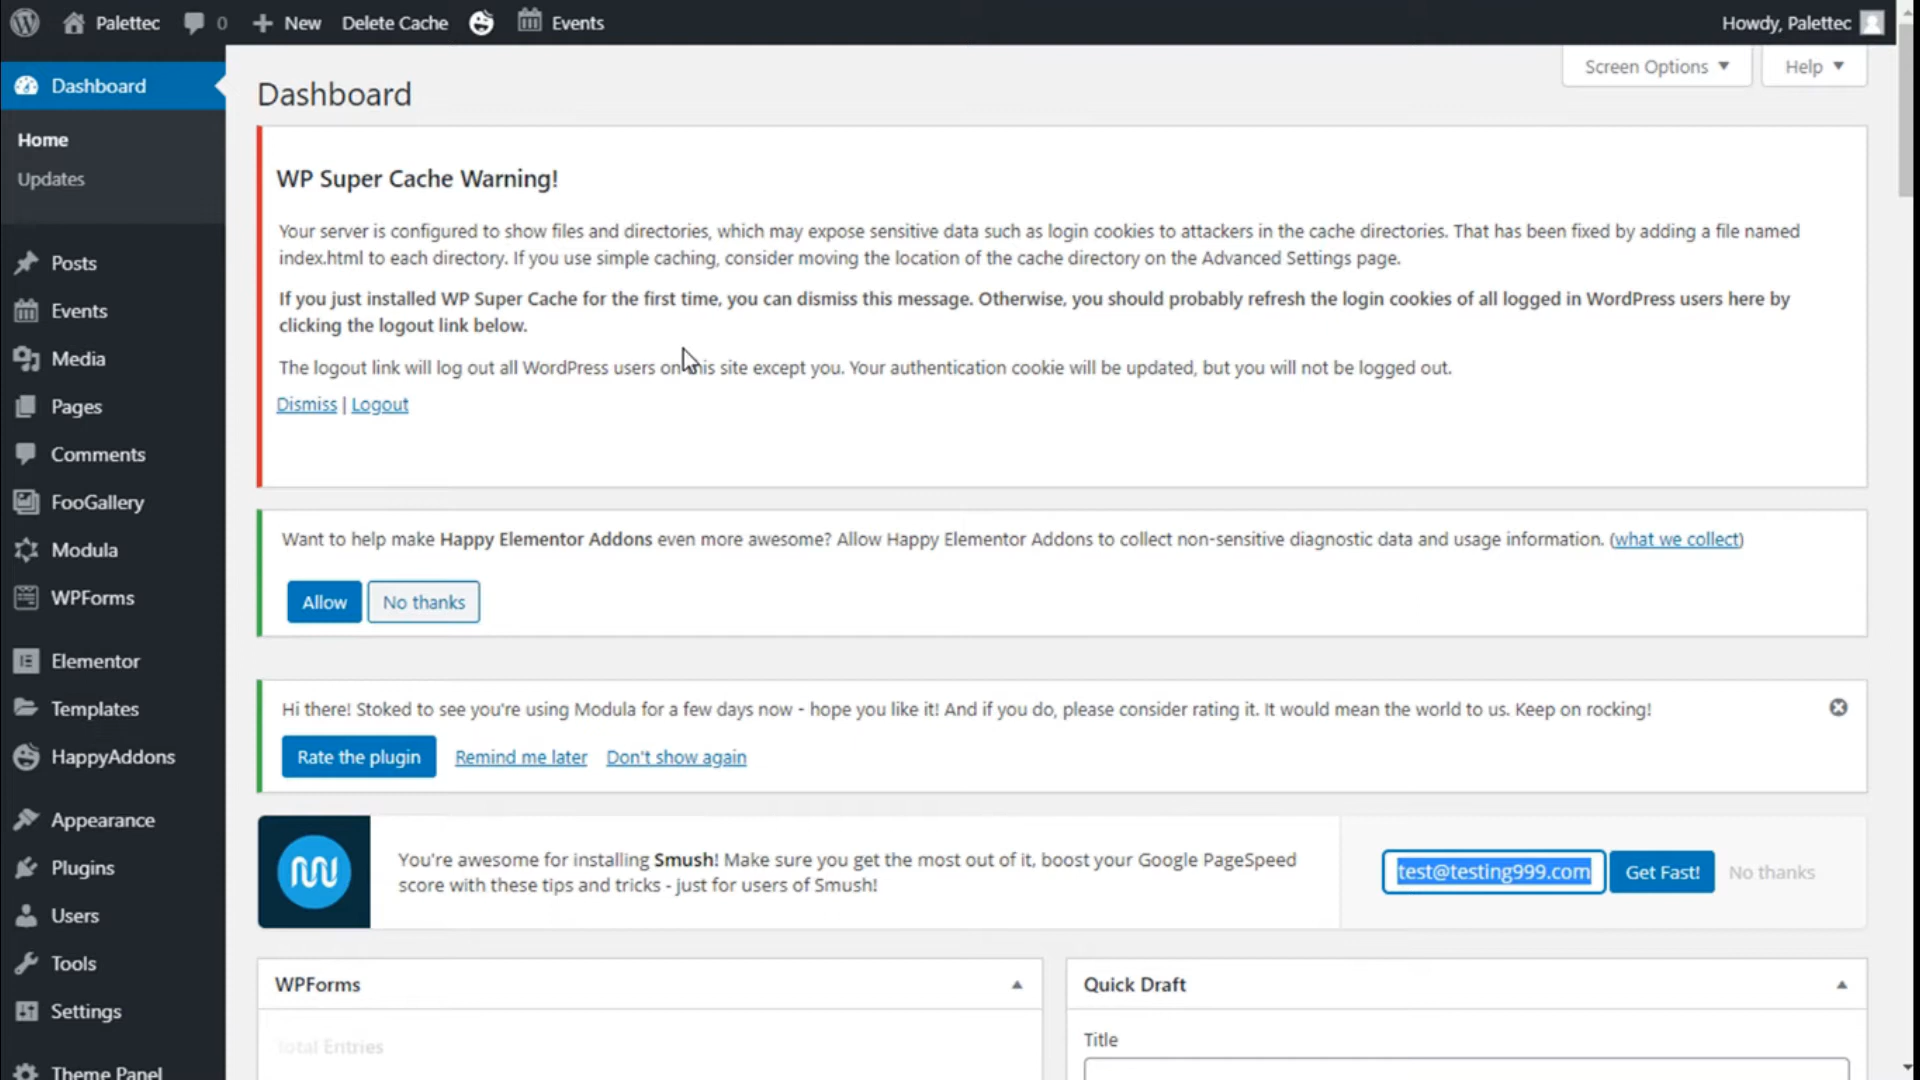 Palettec
0
New
Delete Cache
Events
Howdy, Palettec
Dashboard
Home
Updates
Posts
Events
Media
Pages
Comments
FooGallery
Modula
WPForms
Elementor
Templates
HappyAddons
Appearance
Plugins
Users
Tools
Settings
Theme Panel
Screen Options
Help
Dashboard
WP Super Cache Warning!
Your server is configured to show files and directories, which may expose sensitive data such as login cookies to attackers in the cache directories. That has been fixed by adding a file named
index.html to each directory. If you use simple caching, consider moving the location of the cache directory on the Advanced Settings page.
If you just installed WP Super Cache for the first time, you can dismiss this message. Otherwise, you should probably refresh the login cookies of all logged in WordPress users here by
clicking the logout link below.
The logout link will log out all WordPress users on this site except you. Your authentication cookie will be updated, but you will not be logged out.
Dismiss | Logout
Want to help make Happy Elementor Addons even more awesome? Allow Happy Elementor Addons to collect non-sensitive diagnostic data and usage information. (what we collect)
Allow
No thanks
Hi there! Stoked to see you're using Modula for a few days now - hope you like it! And if you do, please consider rating it. It would mean the world to us. Keep on rocking!
Rate the plugin
Remind me later
Don't show again
You're awesome for installing Smush! Make sure you get the most out of it, boost your Google PageSpeed
score with these tips and tricks - just for users of Smush!
test@testing999.com
Get Fast!
No thanks
WPForms
Total Entries
Quick Draft
Title